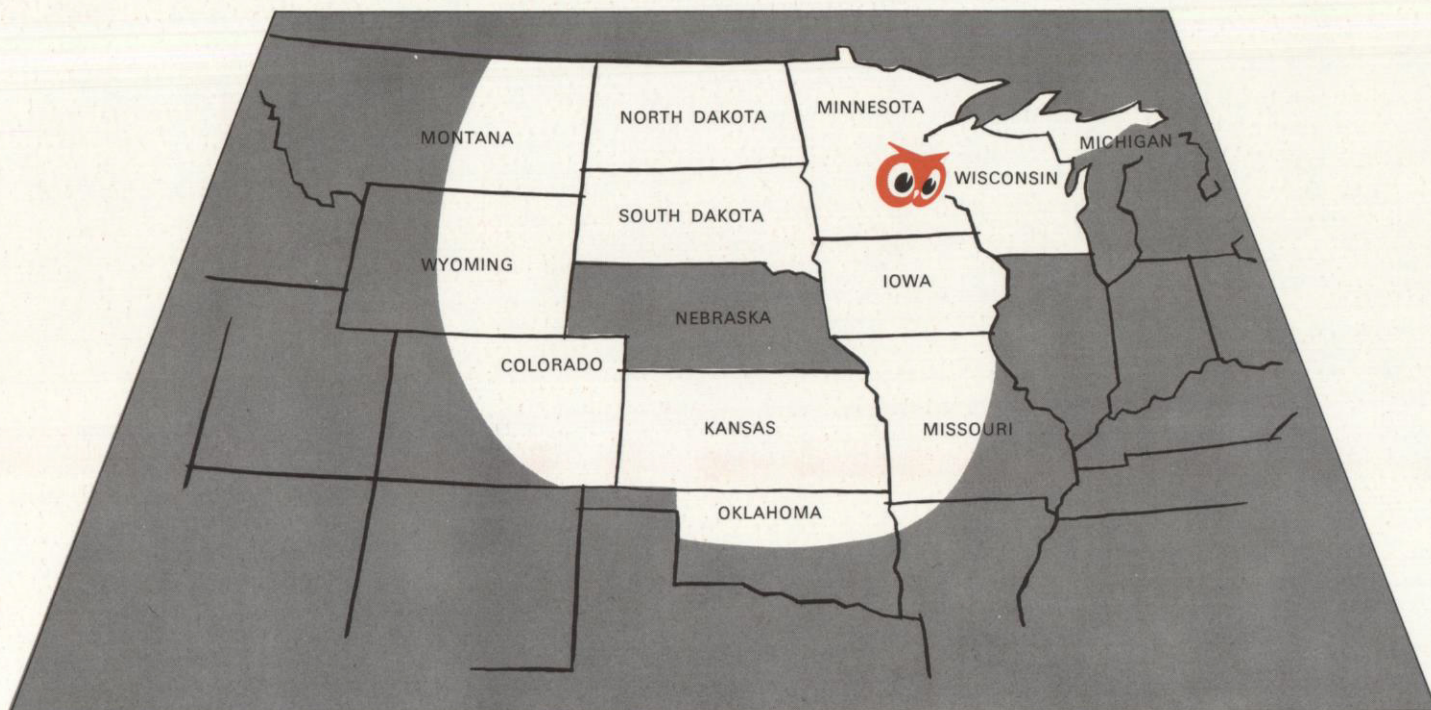 NORTH DAKOTA
MINNESOTA
MONTANA
MICHIGAN
WISCONSIN
SOUTH DAKOTA
WYOMING
IOWA
NEBRASKA
COLORADO
KANSAS
MISSOURI
OKLAHOMA